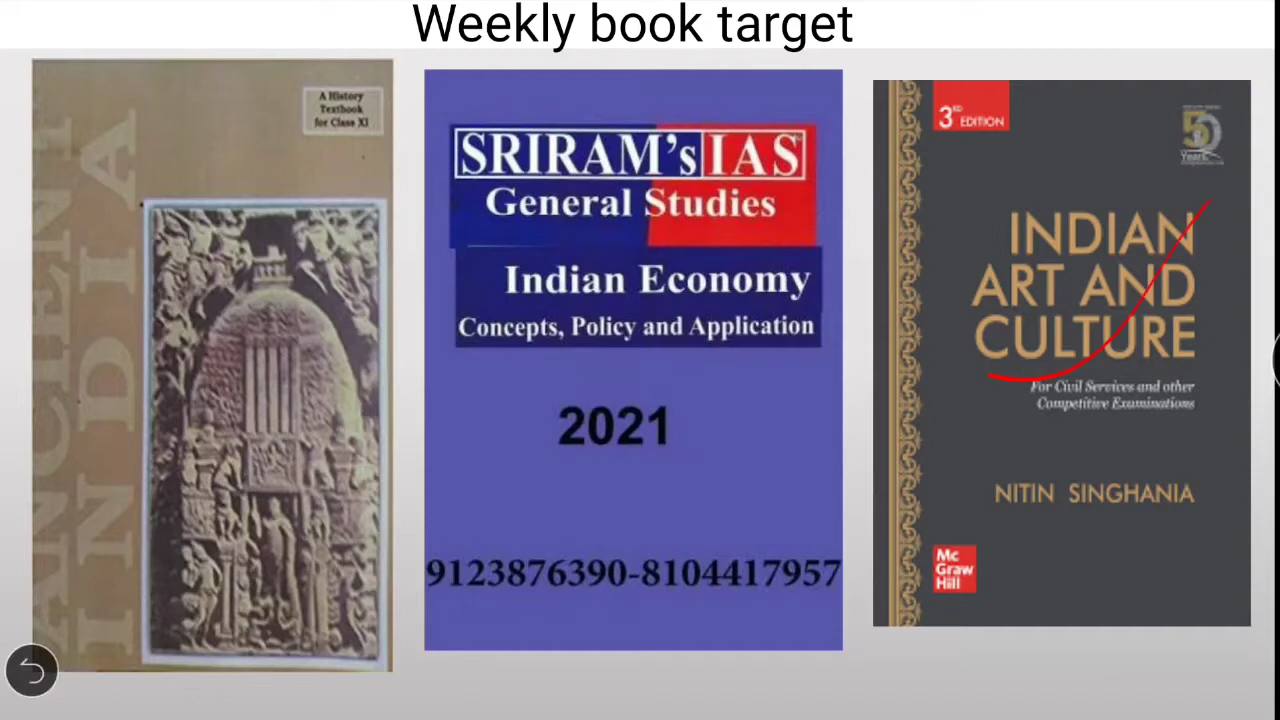 Weekly book target
A History
Textbook
for Class XI
ANCIENT
INDIA
SRIRAM's IAS
General Studies
Indian Economy
Concepts, Policy and Application
2021
9123876390-8104417957
3RD EDITION
50
Years
INDIAN
ART AND
CULTURE
For Civil Services and other
Competitive Examinations
NITIN SINGHANIA
Mc
Graw
Hill